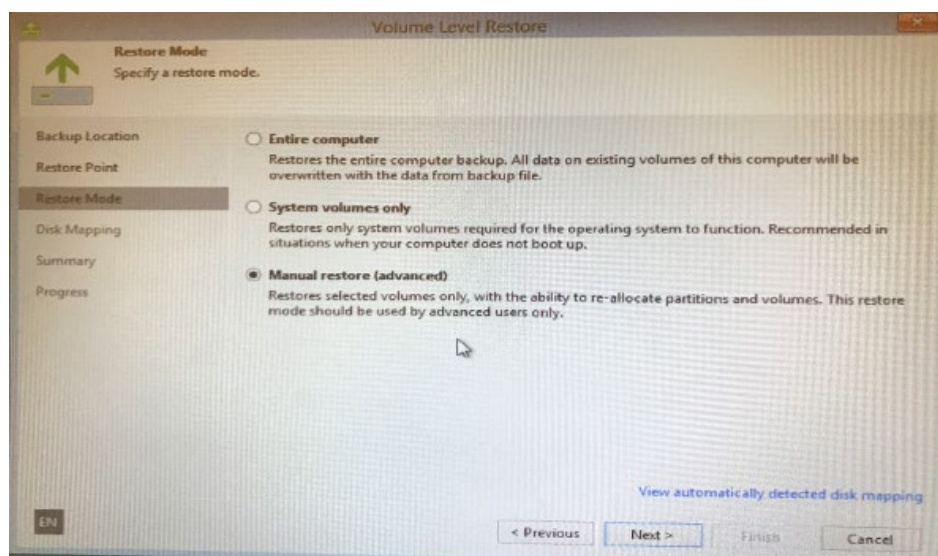 Volume Level Restore
Restore Mode
Specify a restore mode.
Backup Location
Restore Point
Restore Mode
Disk Mapping
Summary
Progress
Entire computer
Restores the entire computer backup. All data on existing volumes of this computer will be
overwritten with the data from backup file.
System volumes only
Restores only system volumes required for the operating system to function. Recommended in
situations when your computer does not boot up.
Manual restore (advanced)
Restores selected volumes only, with the ability to re-allocate partitions and volumes. This restore
mode should be used by advanced users only.
View automatically detected disk mapping
EN
< Previous
Next >
Finish
Cancel